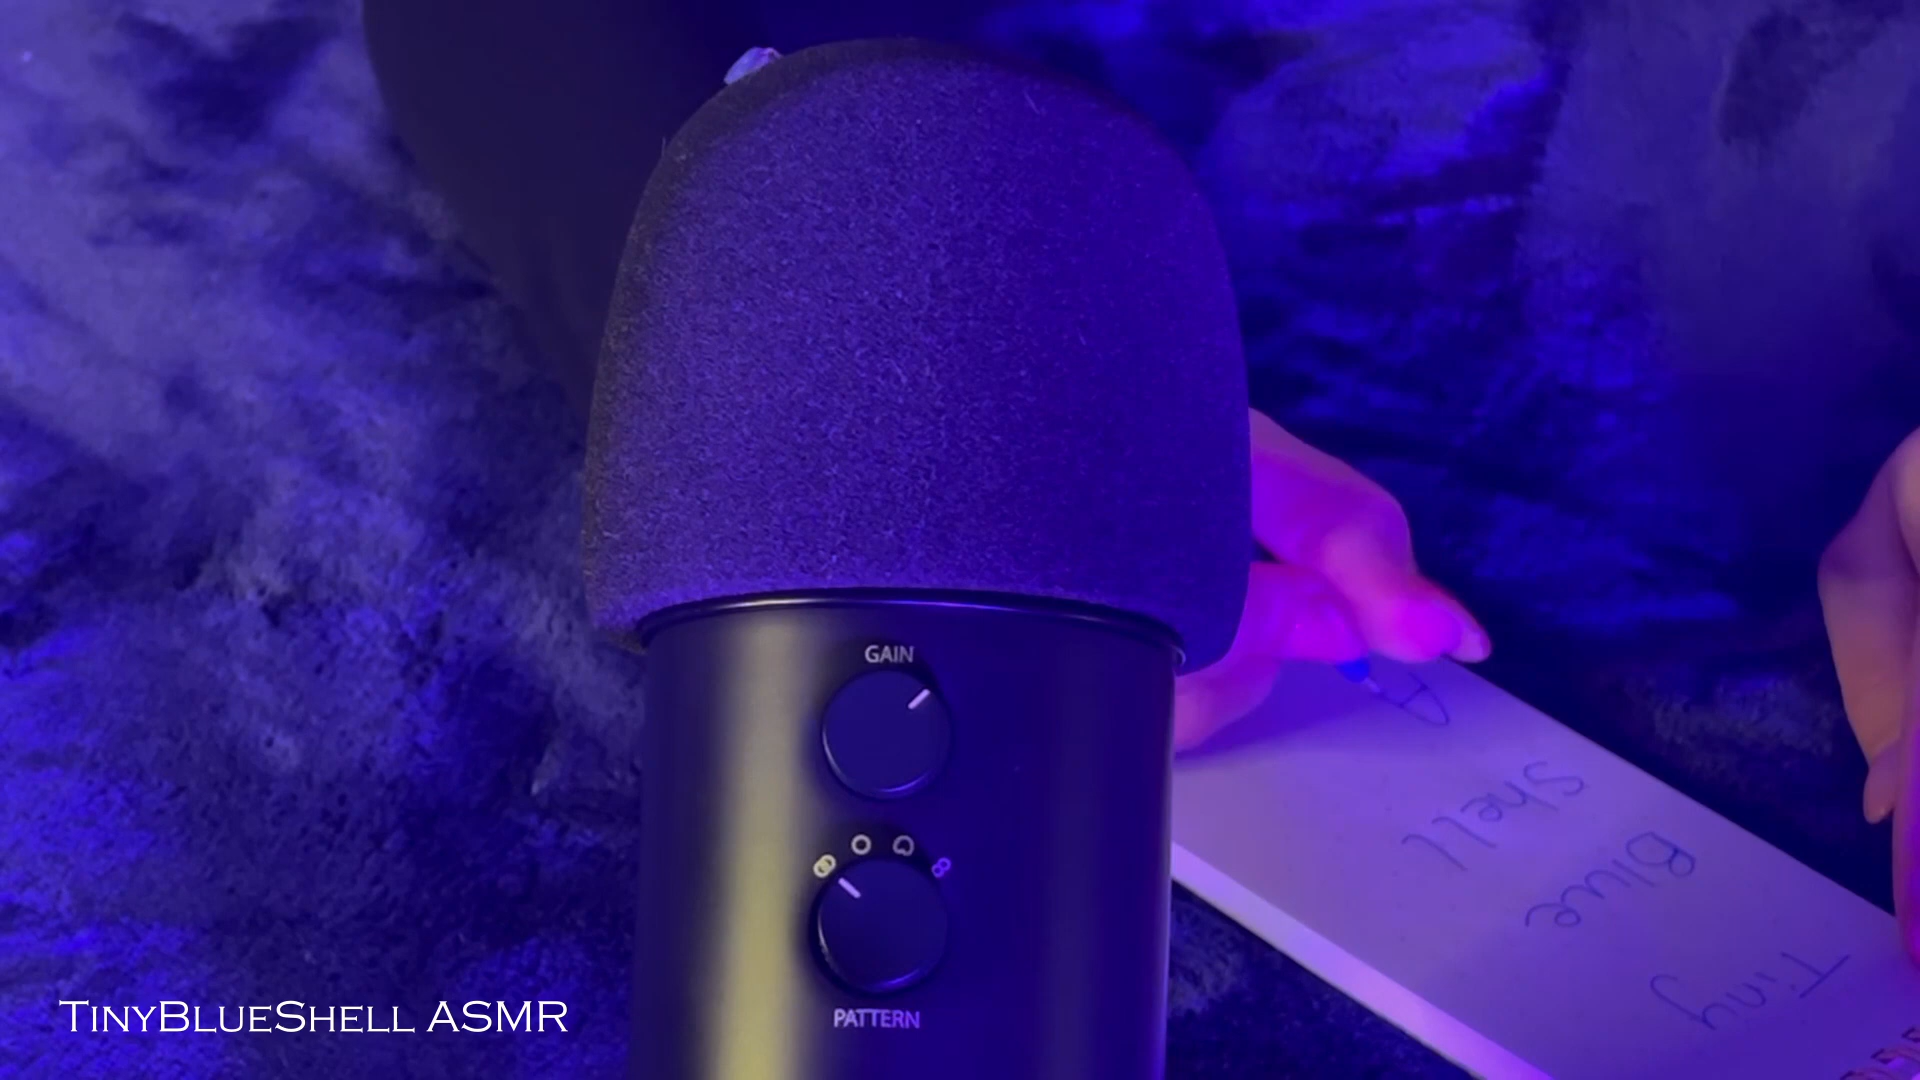 GAIN
PATTERN
Tiny
Blue
Shell
A
TinyBlueShell ASMR